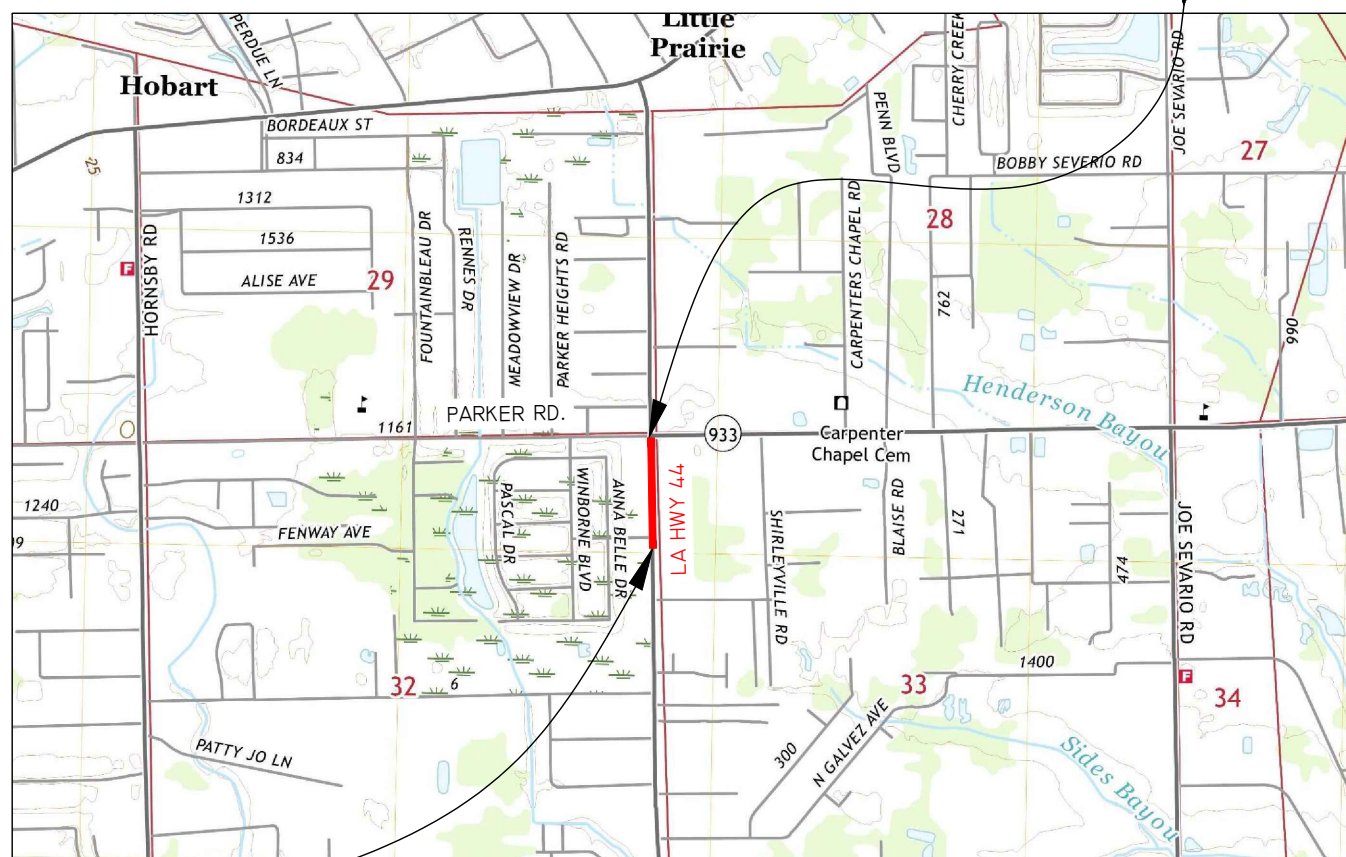 Little
Prairie
PERDUE LN
Hobart
CHERRY CREEK
JOE SEVARIO RD
PENN BLVD
BORDEAUX ST
834
25
27
BOBBY SEVERIO RD
1312
28
CARPENTERS CHAPEL RD
FOUNTAINBLEAU DR
RENNES DR
MEADOWVIEW DR
PARKER HEIGHTS RD
HORNSBY RD
1536
F
ALISE AVE
29
762
990
Henderson Bayou
PARKER RD.
1161
933
Carpenter
Chapel Cem
1240
09
FENWAY AVE
PASCAL DR
WINBORNE BLVD
ANNA BELLE DR
LA HWY 44
SHIRLEYVILLE RD
BLAISE RD
271
474
JOE SEVARIO RD
1400
F
32
6
33
34
PATTY JO LN
300
N GALVEZ AVE
Sides Bayou